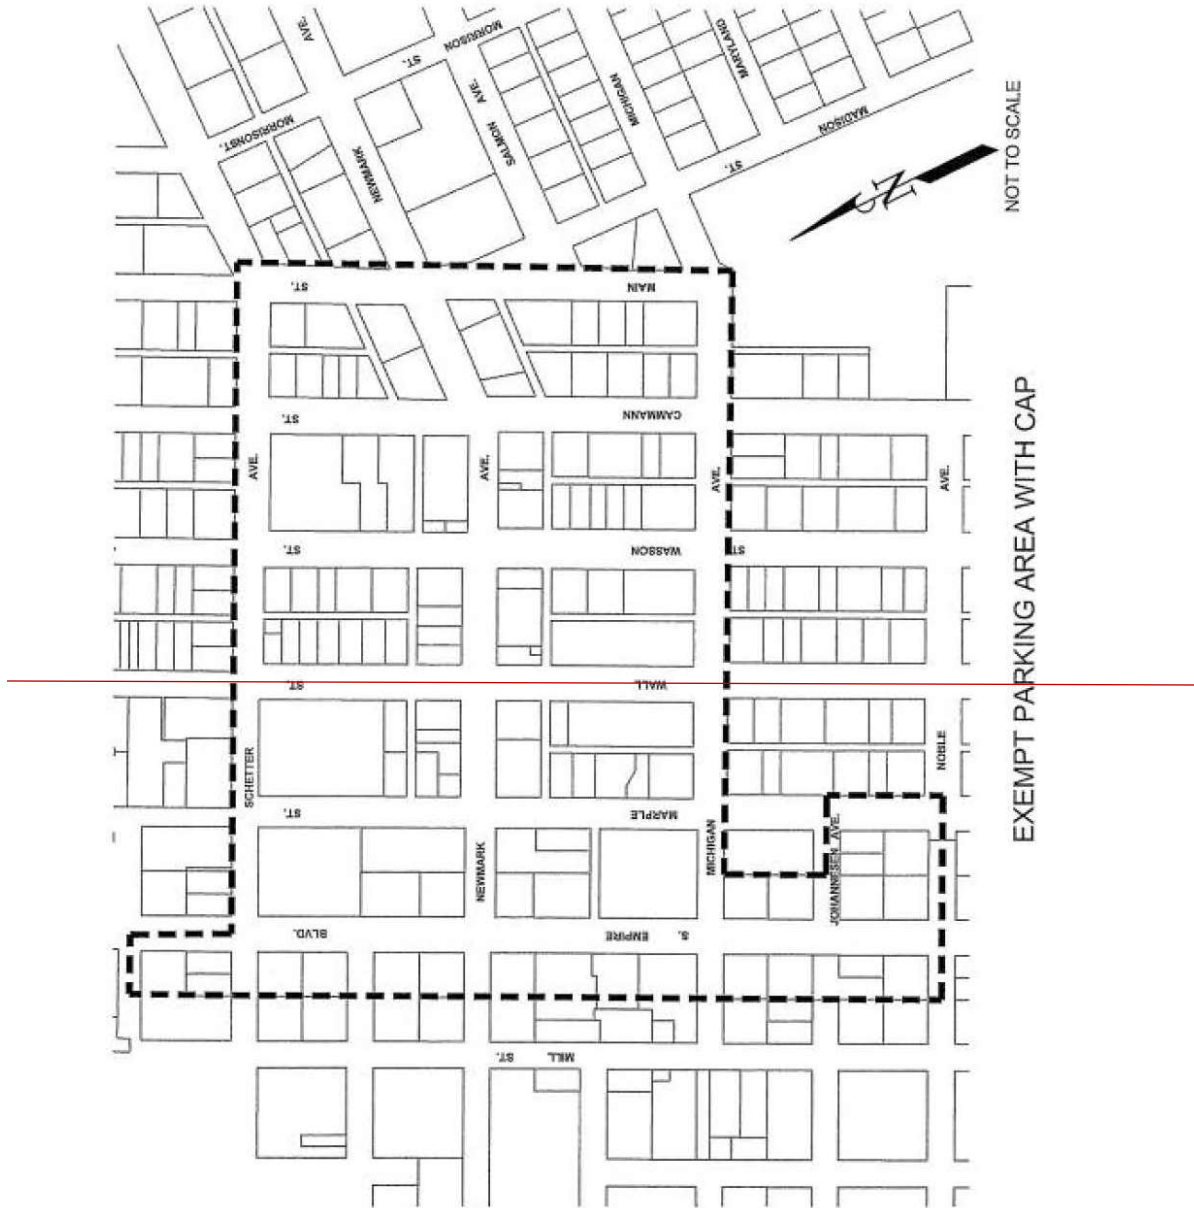 AVE.
MORRISON ST.
MARYLAND
MORRISON ST.
NEWMARK
SALMON AVE.
MICHIGAN
MADISON ST.
N
NOT TO SCALE
ST. MAIN
ST. CAMMANN
AVE.
AVE.
AVE.
AVE.
ST. WASSON ST.
ST. WALL
SCHETTER
NOBLE
ST. MARPLE
NEWMARK
MICHIGAN
JOHANNESEN AVE.
BLVD. EMPIRE S.
ST. MILL
EXEMPT PARKING AREA WITH CAP